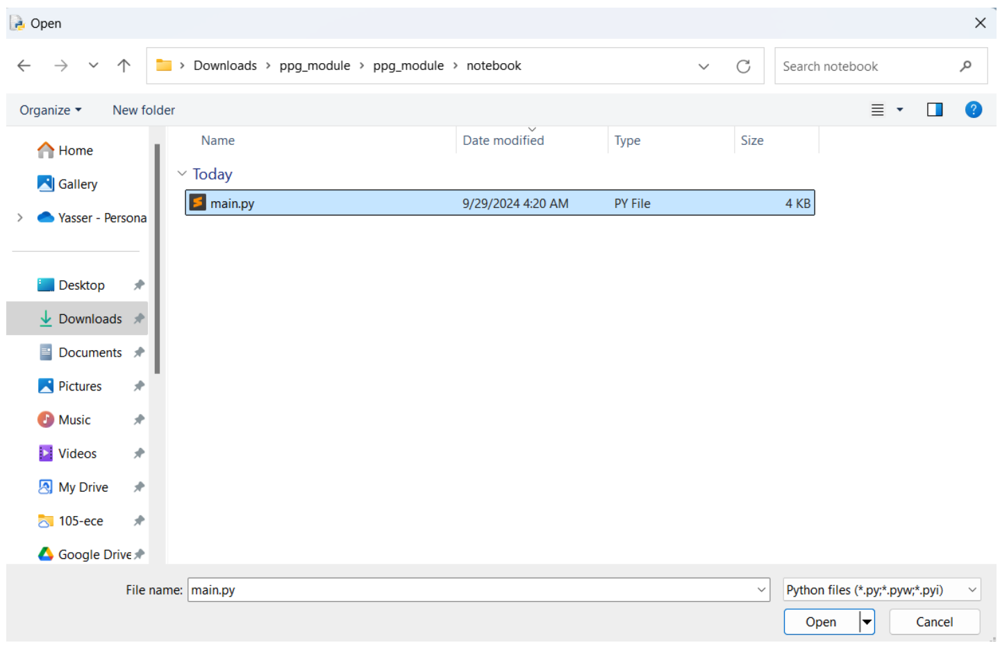 Open
Downloads > ppg_module > ppg_module > notebook
Search notebook
Organize
New folder
?
Name
Date modified
Type
Size
Home
Gallery
Yasser - Persona
Desktop
Downloads
Documents
Pictures
Music
Videos
My Drive
105-ece
Google Drive
Today
main.py 9/29/2024 4:20 AM PY File 4 KB
File name: main.py
Python files (*.py;*.pyw;*.pyi)
Open
Cancel